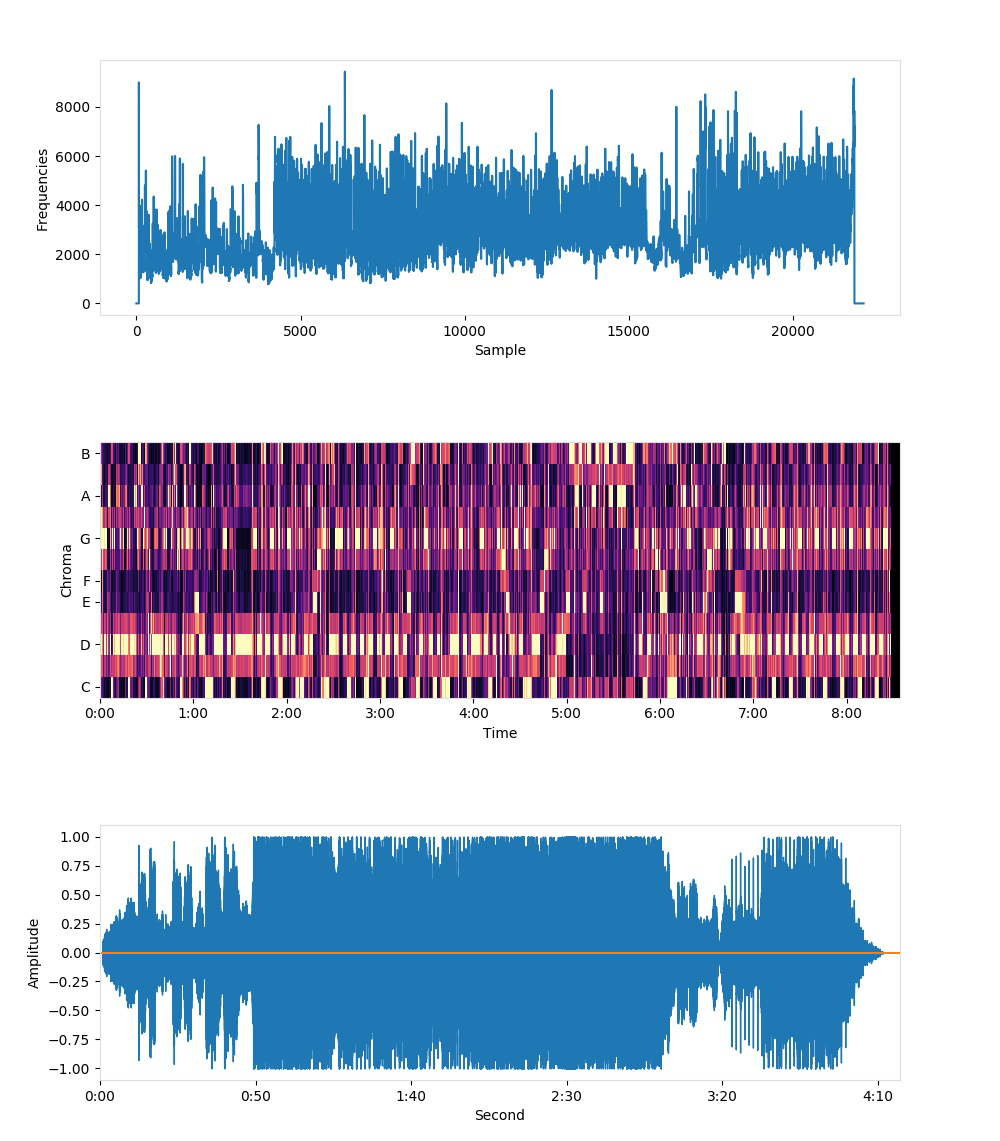 8000
6000
4000
2000
0
Frequencies
0 5000 10000 15000 20000
Sample
B
A
G
F
E
D
C
Chroma
0:00 1:00 2:00 3:00 4:00 5:00 6:00 7:00 8:00
Time
1.00
0.75
0.50
0.25
0.00
−0.25
−0.50
−0.75
−1.00
Amplitude
0:00 0:50 1:40 2:30 3:20 4:10
Second